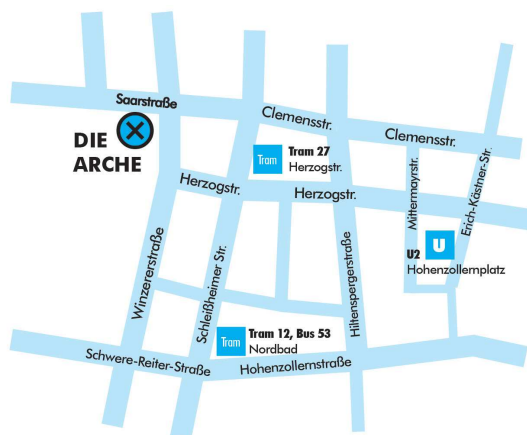 Saarstraße
Clemensstr.
Clemensstr.
DIE
ARCHE
Tram
Tram 27
Herzogstr.
Herzogstr.
Herzogstr.
Mittermayrstr.
Erich-Kästner-Str.
U
U2
Hohenzollernplatz
Winzererstraße
Schleißheimer Str.
Hiltenspergerstraße
Tram
Tram 12, Bus 53
Nordbad
Schwere-Reiter-Straße
Hohenzollernstraße